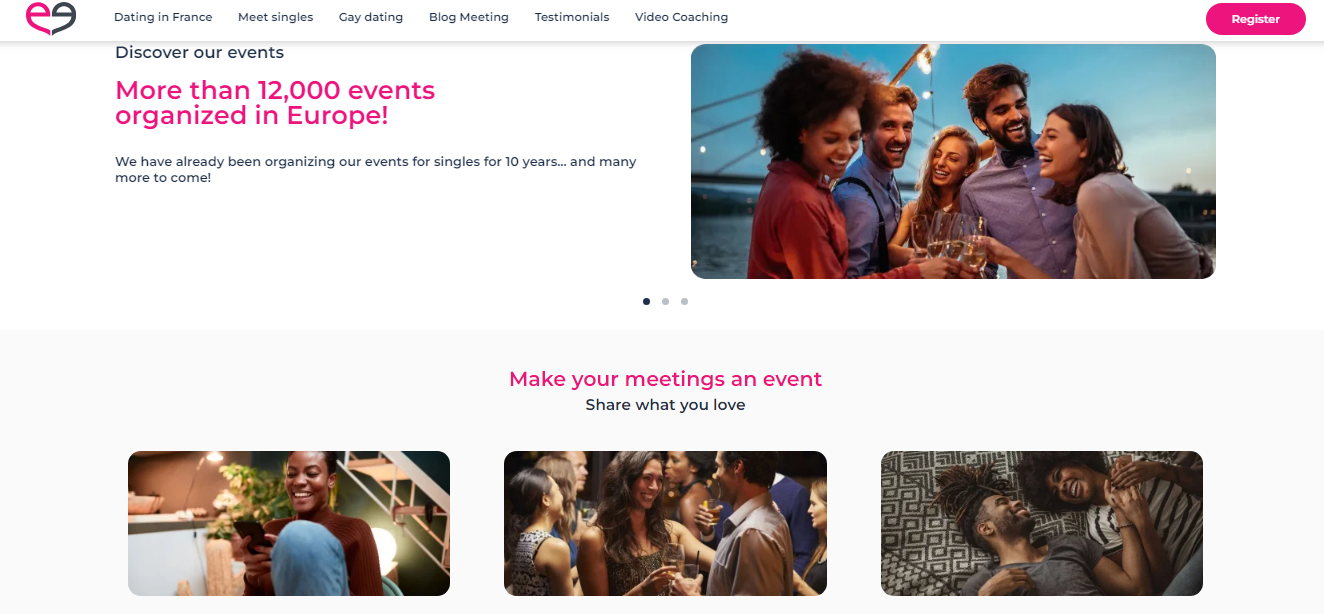 Dating in France
Meet singles
Gay dating
Blog Meeting
Testimonials
Video Coaching
Register
Discover our events
More than 12,000 events
organized in Europe!
We have already been organizing our events for singles for 10 years... and many
more to come!
Make your meetings an event
Share what you love